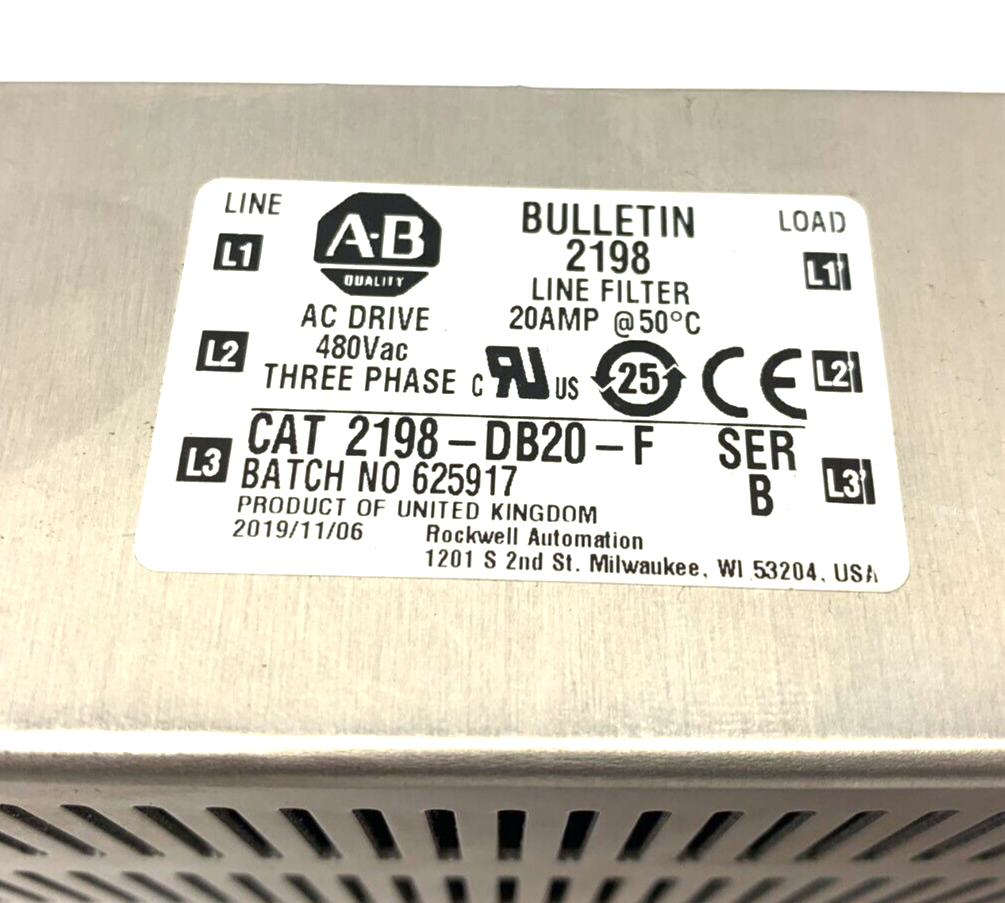 LINE
A-B
QUALITY
BULLETIN
2198
LINE FILTER
20AMP @50°C
LOAD
L1
L1'
AC DRIVE
480Vac
THREE PHASE
L2
c RU US
25
CE
L2'
CAT 2198-DB20-F SER
B
L3
L3'
BATCH NO 625917
PRODUCT OF UNITED KINGDOM
2019/11/06 Rockwell Automation
1201 S 2nd St. Milwaukee, WI 53204, USA